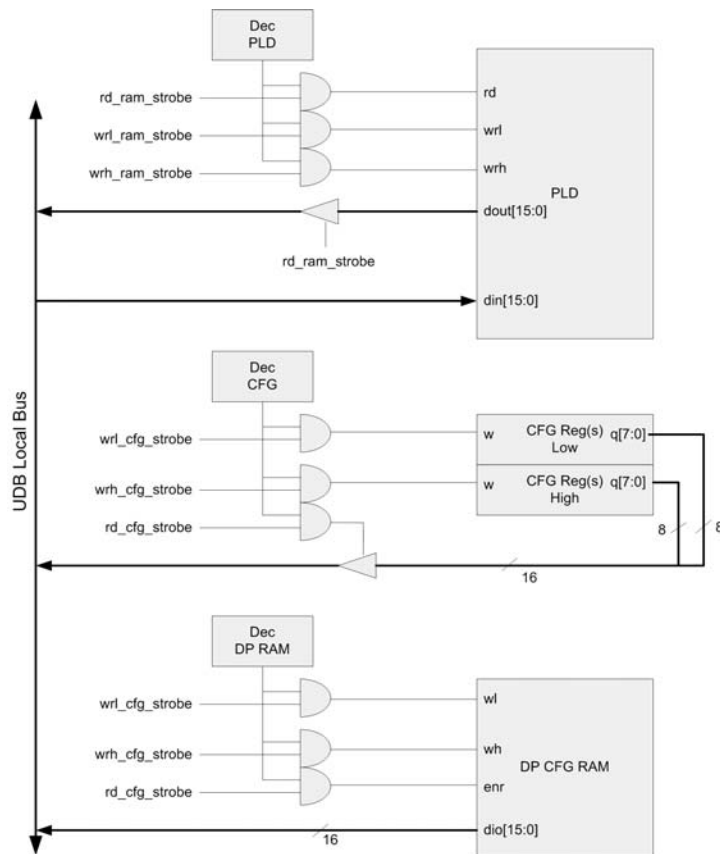 Dec
PLD
rd_ram_strobe
rd
wrl_ram_strobe
wrl
wrh_ram_strobe
wrh
PLD
dout[15:0]
rd_ram_strobe
din[15:0]
Dec
CFG
UDB Local Bus
wrl_cfg_strobe
w
CFG Reg(s)
Low
q[7:0]
wrh_cfg_strobe
w
CFG Reg(s)
High
q[7:0]
rd_cfg_strobe
8
8
16
Dec
DP RAM
wrl_cfg_strobe
wl
wrh_cfg_strobe
wh
DP CFG RAM
rd_cfg_strobe
enr
16
dio[15:0]